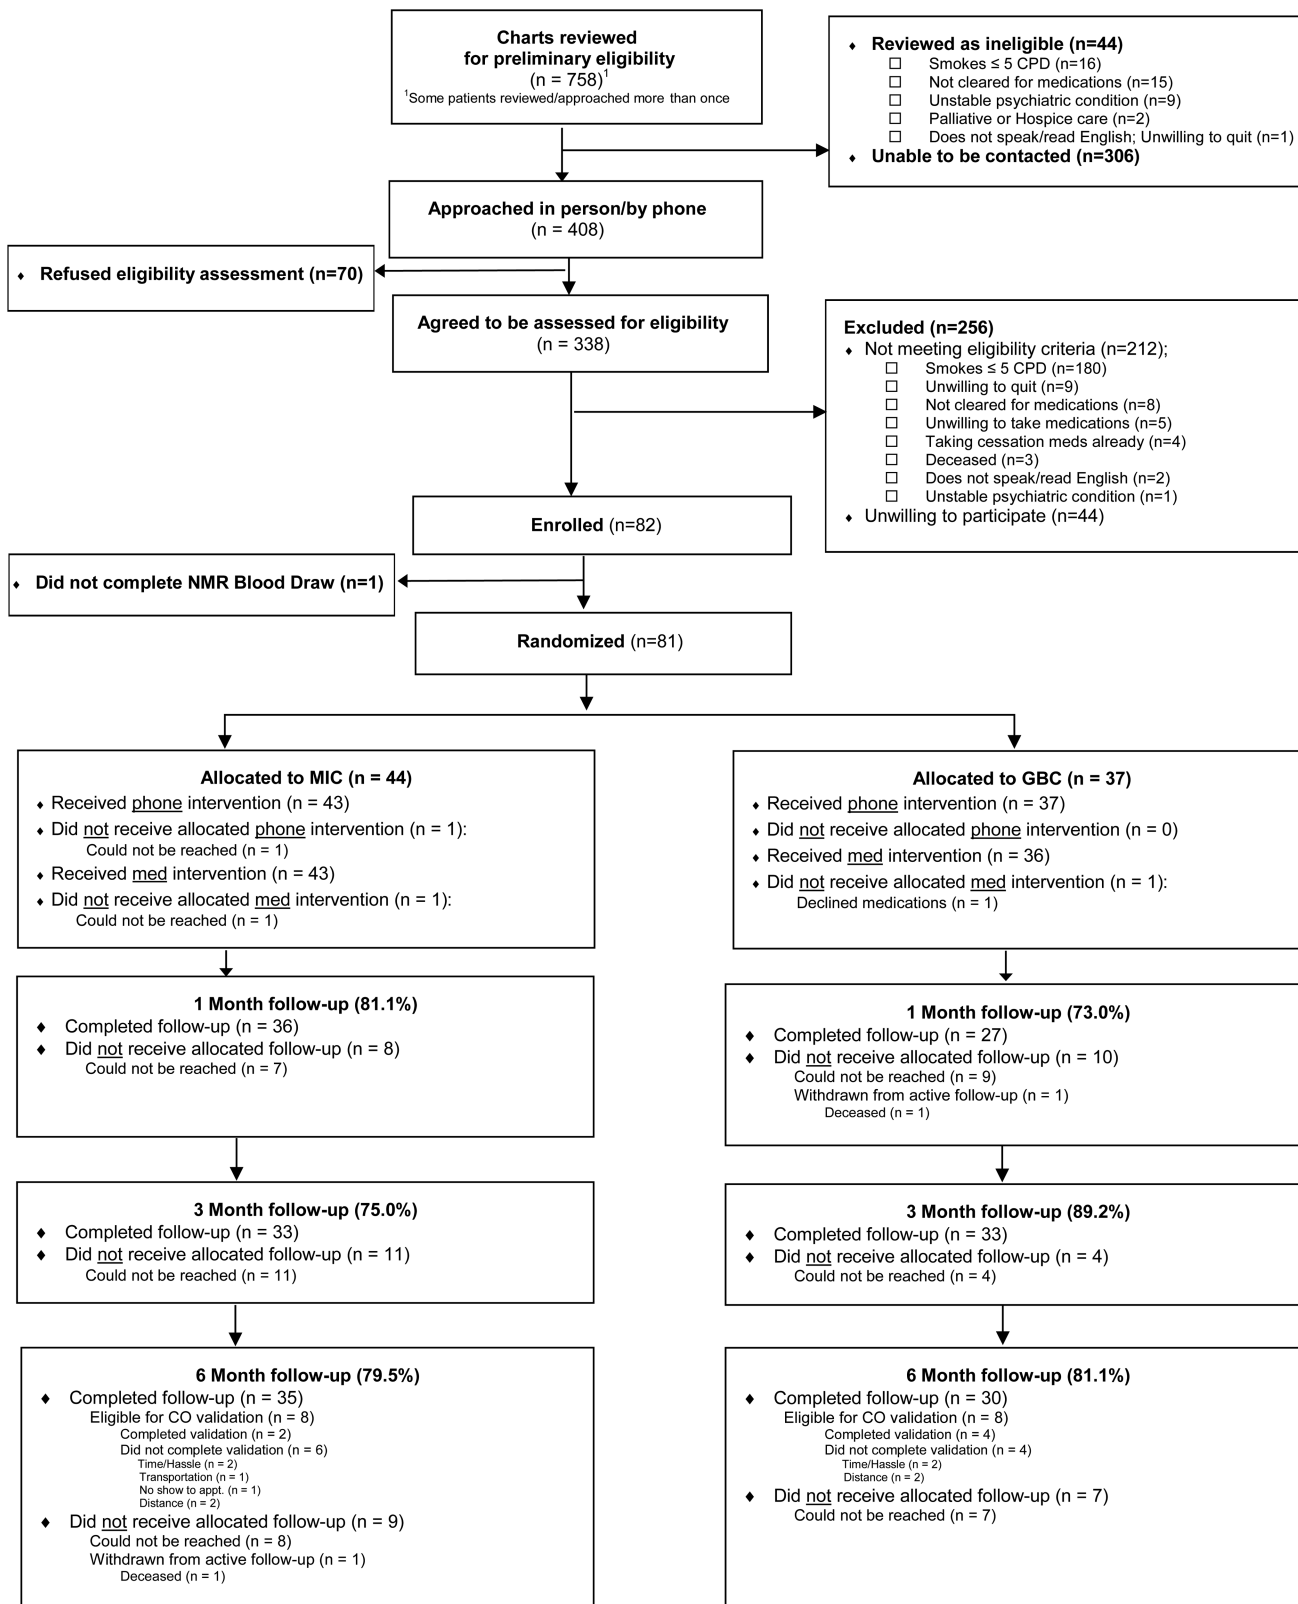 Charts reviewed
for preliminary eligibility
(n = 758)¹
¹Some patients reviewed/approached more than once
♦ Reviewed as ineligible (n=44)
☐ Smokes ≤ 5 CPD (n=16)
☐ Not cleared for medications (n=15)
☐ Unstable psychiatric condition (n=9)
☐ Palliative or Hospice care (n=2)
☐ Does not speak/read English; Unwilling to quit (n=1)
♦ Unable to be contacted (n=306)
Approached in person/by phone
(n = 408)
♦ Refused eligibility assessment (n=70)
Agreed to be assessed for eligibility
(n = 338)
Excluded (n=256)
♦ Not meeting eligibility criteria (n=212);
☐ Smokes ≤ 5 CPD (n=180)
☐ Unwilling to quit (n=9)
☐ Not cleared for medications (n=8)
☐ Unwilling to take medications (n=5)
☐ Taking cessation meds already (n=4)
☐ Deceased (n=3)
☐ Does not speak/read English (n=2)
☐ Unstable psychiatric condition (n=1)
♦ Unwilling to participate (n=44)
Enrolled (n=82)
♦ Did not complete NMR Blood Draw (n=1)
Randomized (n=81)
Allocated to MIC (n = 44)
♦ Received phone intervention (n = 43)
♦ Did not receive allocated phone intervention (n = 1):
Could not be reached (n = 1)
♦ Received med intervention (n = 43)
♦ Did not receive allocated med intervention (n = 1):
Could not be reached (n = 1)
Allocated to GBC (n = 37)
♦ Received phone intervention (n = 37)
♦ Did not receive allocated phone intervention (n = 0)
♦ Received med intervention (n = 36)
♦ Did not receive allocated med intervention (n = 1):
Declined medications (n = 1)
1 Month follow-up (81.1%)
♦ Completed follow-up (n = 36)
♦ Did not receive allocated follow-up (n = 8)
Could not be reached (n = 7)
1 Month follow-up (73.0%)
♦ Completed follow-up (n = 27)
♦ Did not receive allocated follow-up (n = 10)
Could not be reached (n = 9)
Withdrawn from active follow-up (n = 1)
Deceased (n = 1)
3 Month follow-up (75.0%)
♦ Completed follow-up (n = 33)
♦ Did not receive allocated follow-up (n = 11)
Could not be reached (n = 11)
3 Month follow-up (89.2%)
♦ Completed follow-up (n = 33)
♦ Did not receive allocated follow-up (n = 4)
Could not be reached (n = 4)
6 Month follow-up (79.5%)
♦ Completed follow-up (n = 35)
Eligible for CO validation (n = 8)
Completed validation (n = 2)
Did not complete validation (n = 6)
Time/Hassle (n = 2)
Transportation (n = 1)
No show to appt. (n = 1)
Distance (n = 2)
♦ Did not receive allocated follow-up (n = 9)
Could not be reached (n = 8)
Withdrawn from active follow-up (n = 1)
Deceased (n = 1)
6 Month follow-up (81.1%)
♦ Completed follow-up (n = 30)
Eligible for CO validation (n = 8)
Completed validation (n = 4)
Did not complete validation (n = 4)
Time/Hassle (n = 2)
Distance (n = 2)
♦ Did not receive allocated follow-up (n = 7)
Could not be reached (n = 7)